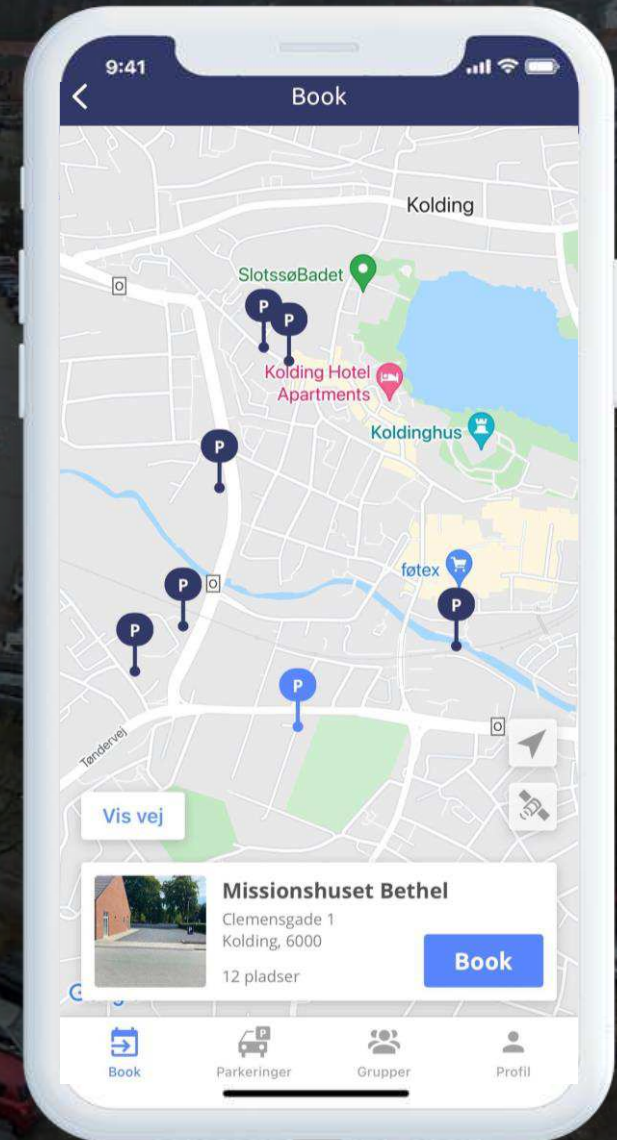 9:41
Book
Kolding
SlotssøBadet
O
P
P
Kolding Hotel
Apartments
Koldinghus
P
føtex
P
O
P
P
P
O
Tøndervej
Vis vej
Missionshuset Bethel
Clemensgade 1
Kolding, 6000
12 pladser
Book
P
Book
Parkeringer
Grupper
Profil